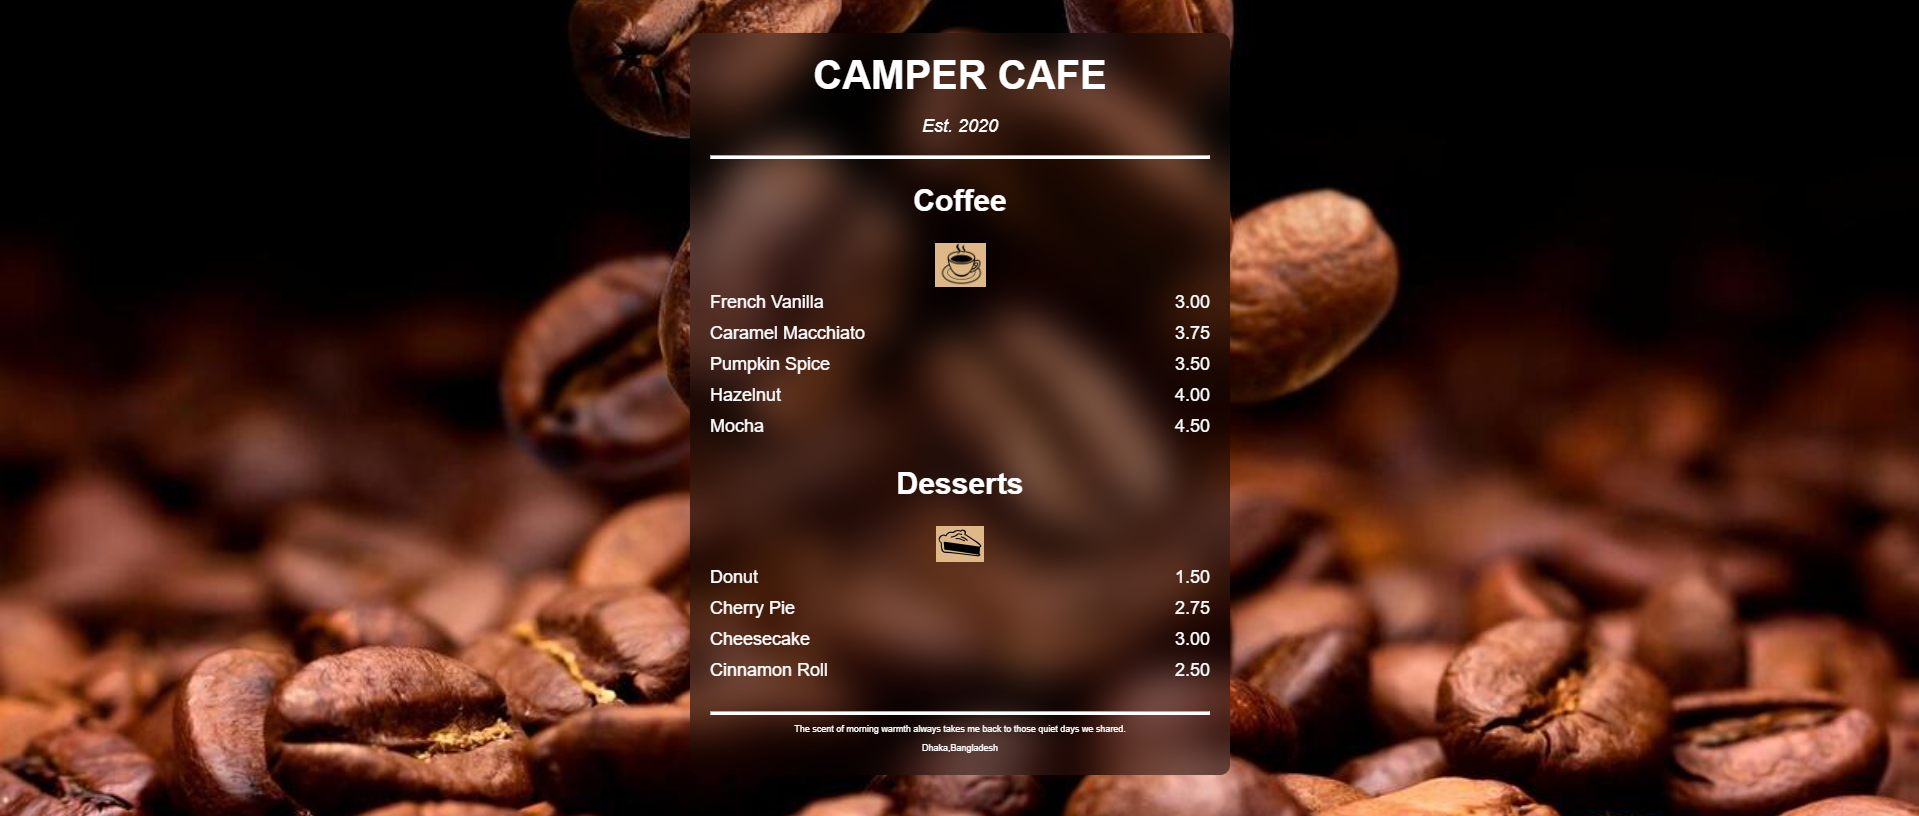 CAMPER CAFE
Est. 2020
Coffee
French Vanilla 3.00
Caramel Macchiato 3.75
Pumpkin Spice 3.50
Hazelnut 4.00
Mocha 4.50
Desserts
Donut 1.50
Cherry Pie 2.75
Cheesecake 3.00
Cinnamon Roll 2.50
The scent of morning warmth always takes me back to those quiet days we shared.
Dhaka,Bangladesh